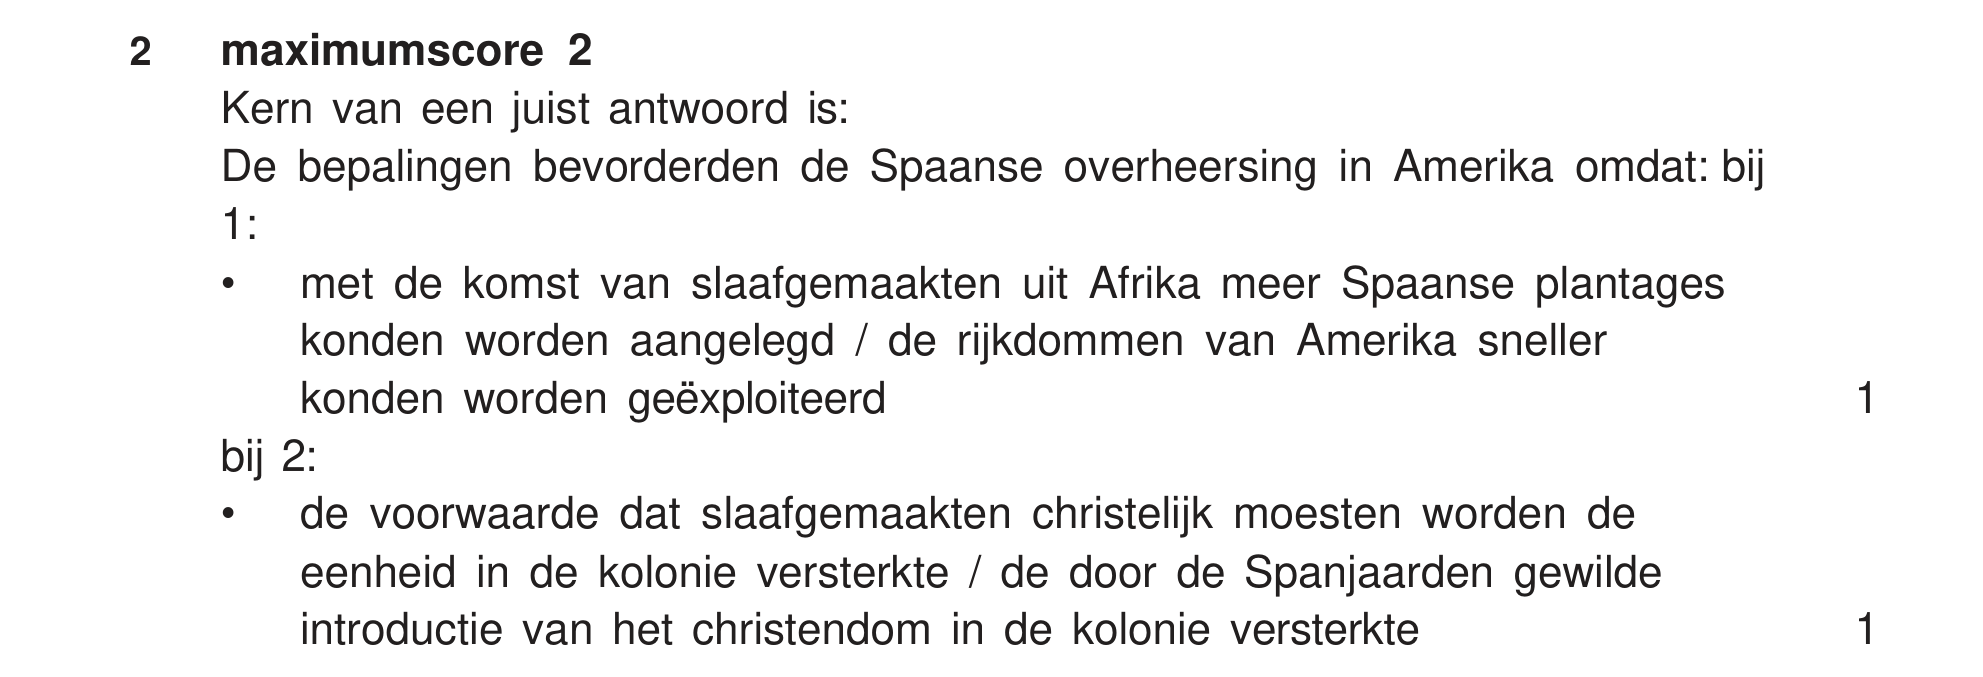 2 maximumscore 2
Kern van een juist antwoord is:
De bepalingen bevorderden de Spaanse overheersing in Amerika omdat: bij
1:
• met de komst van slaafgemaakten uit Afrika meer Spaanse plantages
konden worden aangelegd / de rijkdommen van Amerika sneller
konden worden geëxploiteerd 1
bij 2:
• de voorwaarde dat slaafgemaakten christelijk moesten worden de
eenheid in de kolonie versterkte / de door de Spanjaarden gewilde
introductie van het christendom in de kolonie versterkte 1